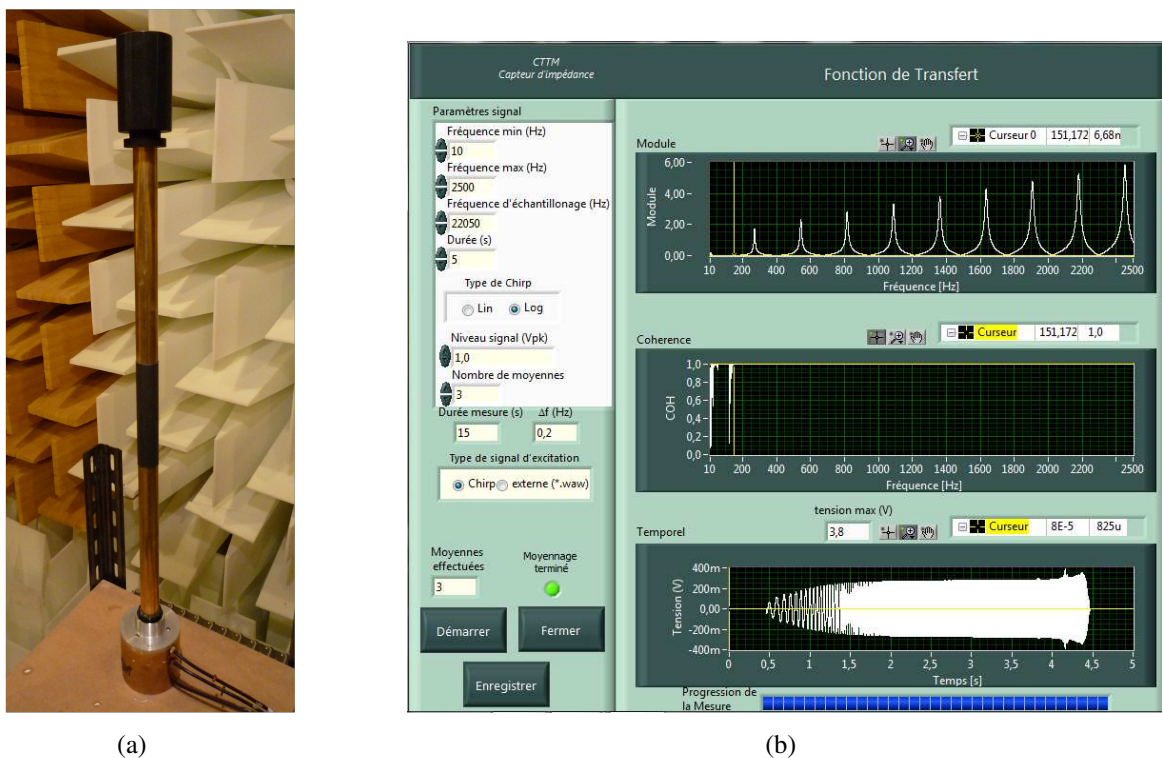 CTTM
Capteur d'impédance
Fonction de Transfert
Paramètres signal
Fréquence min (Hz)
10
Fréquence max (Hz)
2500
Fréquence d'échantillonage (Hz)
22050
Durée (s)
5
Type de Chirp
Lin Log
Niveau signal (Vpk)
1,0
Nombre de moyennes
3
Durée mesure (s) Δf (Hz)
15 0,2
Type de signal d'excitation
Chirp externe (*.waw)
Moyennes effectuées
3
Moyennage terminé
Démarrer Fermer
Enregistrer
Module
Curseur 0 151,172 6,68m
6,00
4,00
2,00
0,00
Module
10 200 400 600 800 1000 1200 1400 1600 1800 2000 2200 2500
Fréquence [Hz]
Coherence
Curseur 151,172 1,0
1,0
0,8
0,6
0,4
0,2
0,0
COH
10 200 400 600 800 1000 1200 1400 1600 1800 2000 2200 2500
Fréquence [Hz]
tension max (V)
3,8
Temporel
Curseur 8E-5 825u
400m
200m
0,00
-200m
-400m
Tension (V)
0 0,5 1 1,5 2 2,5 3 3,5 4 4,5 5
Temps [s]
Progression de
la Mesure
(a)
(b)